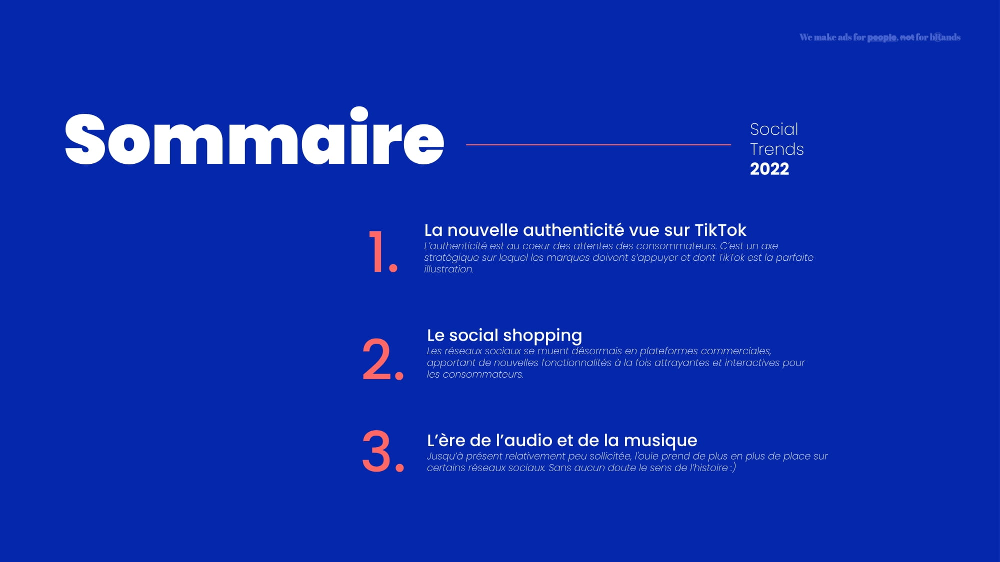 We make ads for people, not for bRands
Sommaire
Social
Trends
2022
1.
La nouvelle authenticité vue sur TikTok
L’authenticité est au coeur des attentes des consommateurs. C’est un axe
stratégique sur lequel les marques doivent s’appuyer et dont TikTok est la parfaite
illustration.
2.
Le social shopping
Les réseaux sociaux se muent désormais en plateformes commerciales,
apportant de nouvelles fonctionnalités à la fois attrayantes et interactives pour
les consommateurs.
3.
L’ère de l’audio et de la musique
Jusqu’à présent relativement peu sollicitée, l'ouïe prend de plus en plus de place sur
certains réseaux sociaux. Sans aucun doute le sens de l’histoire :)